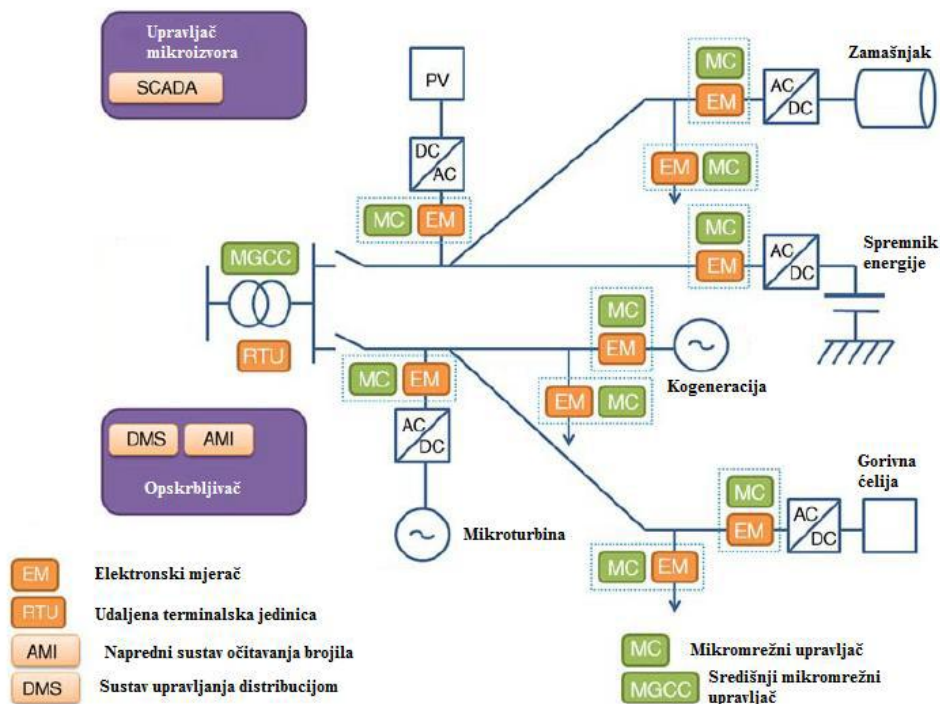 Upravljač
mikroizvora
SCADA
PV
DC
AC
MC
EM
MC
EM
AC
DC
Zamašnjak
EM
MC
MGCC
RTU
MC
EM
AC
DC
Spremnik
energije
MC
EM
Kogeneracija
EM
MC
MC
EM
AC
DC
Mikroturbina
DMS
AMI
Opskrbljivač
MC
EM
AC
DC
Gorivna
ćelija
MC
EM
EM
Elektronski mjerač
RTU
Udaljena terminalska jedinica
AMI
Napredni sustav očitavanja brojila
DMS
Sustav upravljanja distribucijom
MC
Mikromrežni upravljač
MGCC
Središnji mikromrežni
upravljač